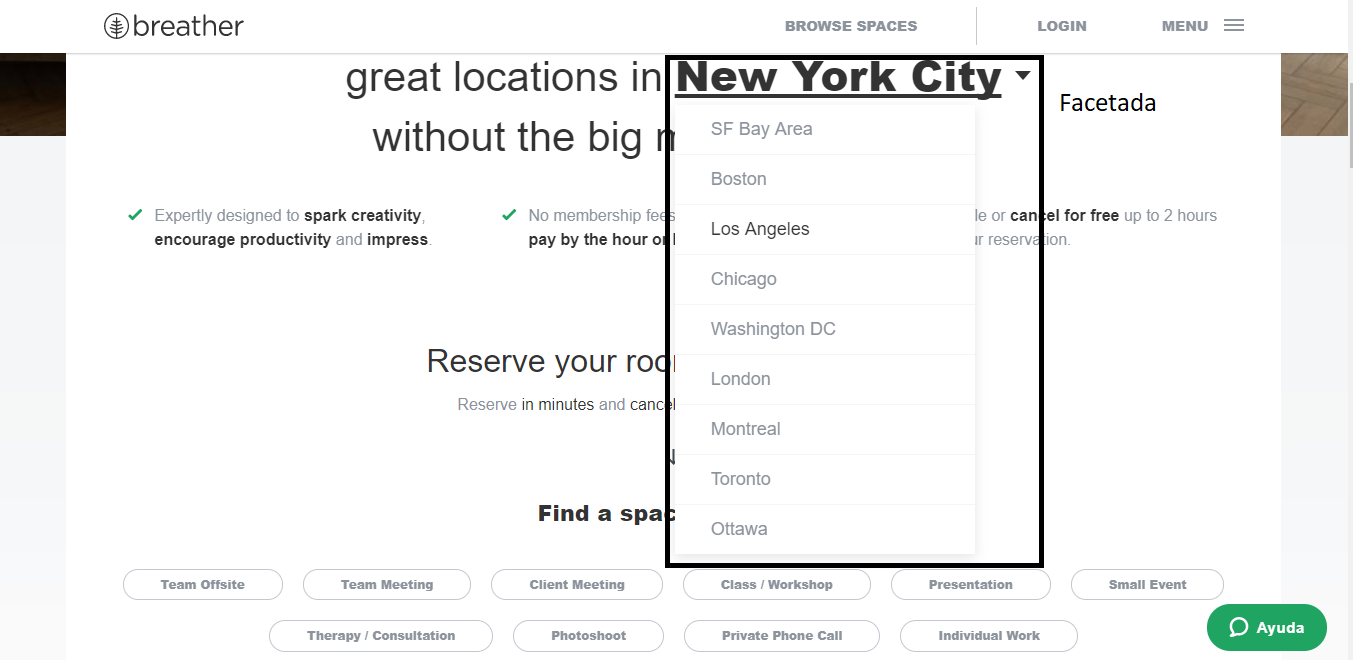 breather
BROWSE SPACES
LOGIN
MENU
great locations in New York City
Facetada
without the big
SF Bay Area
Boston
Los Angeles
Chicago
Washington DC
London
Montreal
Toronto
Ottawa
Expertly designed to spark creativity,
encourage productivity and impress.
No membership fees
pay by the hour or
or cancel for free up to 2 hours
reservation.
Reserve your
Reserve in minutes and cancel
Find a
Team Offsite
Team Meeting
Client Meeting
Class / Workshop
Presentation
Small Event
Therapy / Consultation
Photoshoot
Private Phone Call
Individual Work
Ayuda